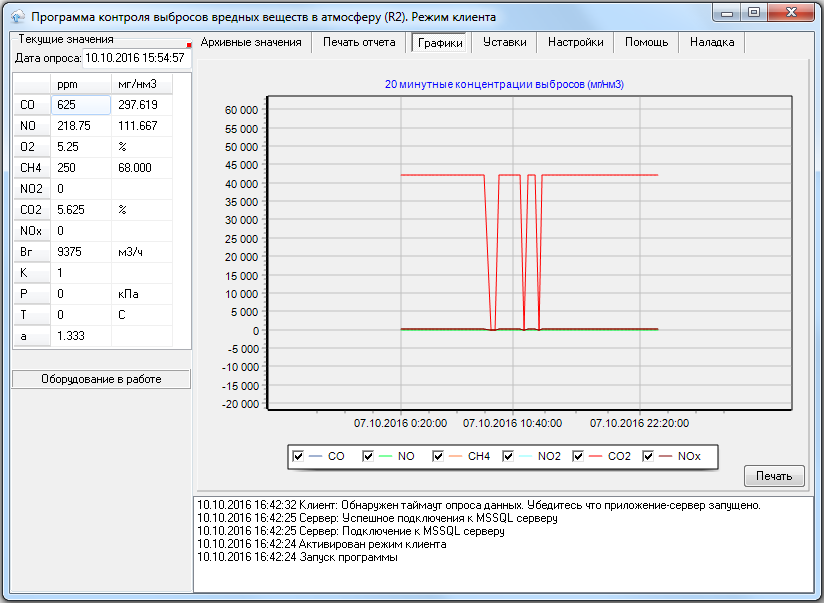 Программа контроля выбросов вредных веществ в атмосферу (R2). Режим клиента
Текущие значения
Дата опроса: 10.10.2016 15:54:57
ppm мг/нм3
CO 625 297.619
NO 218.75 111.667
O2 5.25 %
CH4 250 68.000
NO2 0
CO2 5.625 %
NOx 0
Вг 9375 м3/ч
K 1
P 0 кПа
T 0 C
a 1.333
Оборудование в работе
Архивные значения Печать отчета Графики Уставки Настройки Помощь Наладка
20 минутные концентрации выбросов (мг/нм3)
60 000
55 000
50 000
45 000
40 000
35 000
30 000
25 000
20 000
15 000
10 000
5 000
0
-5 000
-10 000
-15 000
-20 000
07.10.2016 0:20:00 07.10.2016 10:40:00 07.10.2016 22:20:00
CO NO CH4 NO2 CO2 NOx
Печать
10.10.2016 16:42:32 Клиент: Обнаружен таймаут опроса данных. Убедитесь что приложение-сервер запущено.
10.10.2016 16:42:25 Сервер: Успешное подключения к MSSQL серверу
10.10.2016 16:42:25 Сервер: Подключение к MSSQL серверу
10.10.2016 16:42:24 Активирован режим клиента
10.10.2016 16:42:24 Запуск программы